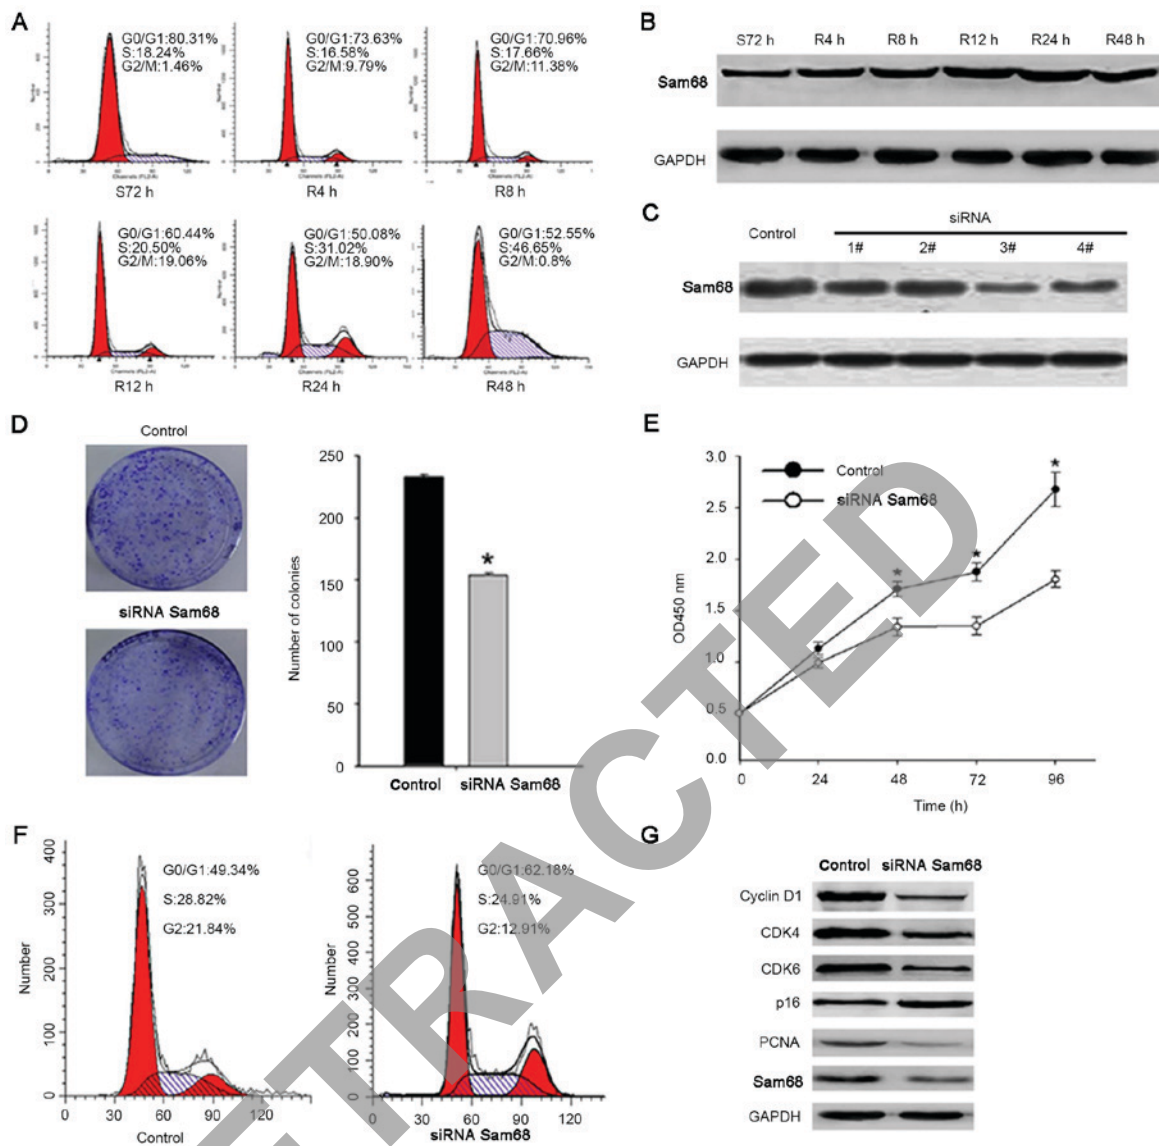 A
G0/G1:80.31%
S:18.24%
G2/M:1.46%
S72 h
G0/G1:73.63%
S:16.58%
G2/M:9.79%
R4 h
G0/G1:70.96%
S:17.66%
G2/M:11.38%
R8 h
G0/G1:60.44%
S:20.50%
G2/M:19.06%
R12 h
G0/G1:50.08%
S:31.02%
G2/M:18.90%
R24 h
G0/G1:52.55%
S:46.65%
G2/M:0.8%
R48 h
B
S72 h R4 h R8 h R12 h R24 h R48 h
Sam68
GAPDH
C
siRNA
Control 1# 2# 3# 4#
Sam68
GAPDH
D
Control
siRNA Sam68
Number of colonies
250
200
150
100
50
0
*
Control siRNA Sam68
E
OD450 nm
3.0
2.5
2.0
1.5
1.0
0.5
0.0
Control
siRNA Sam68
* * *
0 24 48 72 96
Time (h)
F
Number
400
300
200
100
0
G0/G1:49.34%
S:28.82%
G2:21.84%
0 30 60 90 120
Control
Number
600
500
400
300
200
100
0
G0/G1:62.18%
S:24.91%
G2:12.91%
0 30 60 90 120
siRNA Sam68
G
Control siRNA Sam68
Cyclin D1
CDK4
CDK6
p16
PCNA
Sam68
GAPDH
ETRACTED